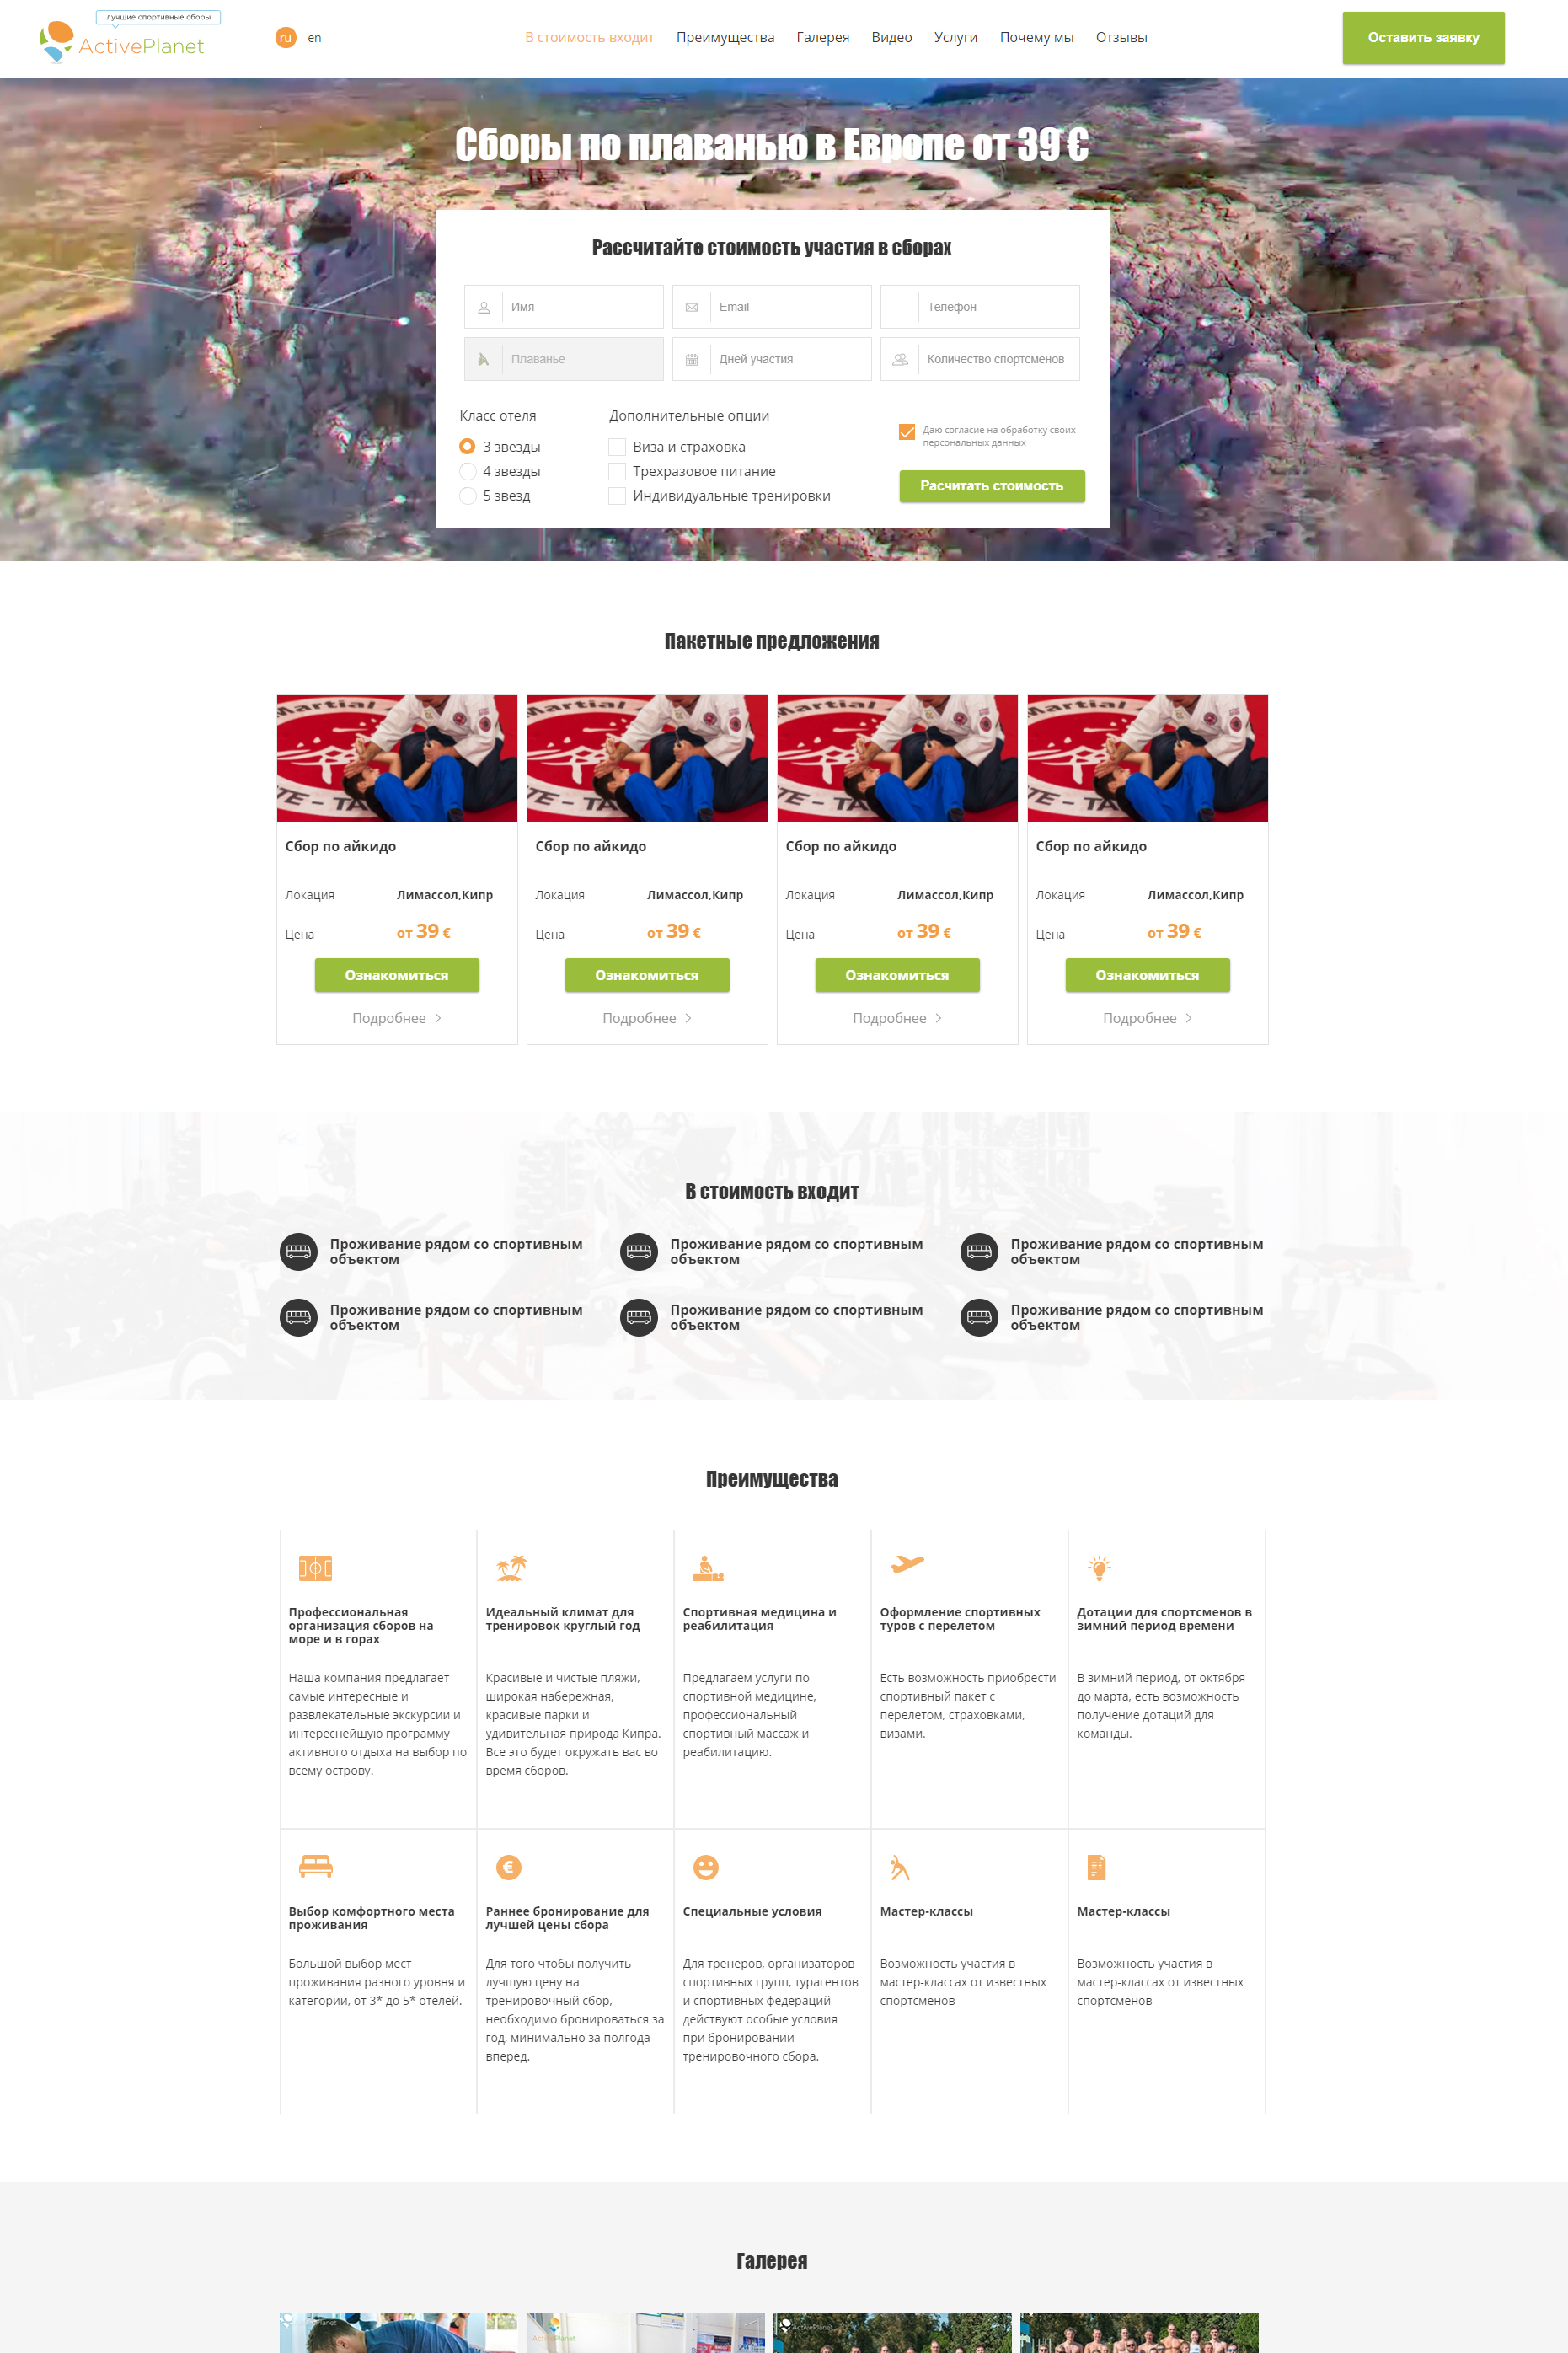 лучшие спортивные сборы
ActivePlanet
ru en
В стоимость входит Преимущества Галерея Видео Услуги Почему мы Отзывы
Оставить заявку
Сборы по плаванью в Европе от 39 €
Рассчитайте стоимость участия в сборах
Имя
Email
Телефон
Плаванье
Дней участия
Количество спортсменов
Класс отеля
3 звезды
4 звезды
5 звезд
Дополнительные опции
Виза и страховка
Трехразовое питание
Индивидуальные тренировки
Даю согласие на обработку своих
персональных данных
Расчитать стоимость
Пакетные предложения
Martial
TE - TA
Сбор по айкидо
Локация Лимассол,Кипр
Цена от 39 €
Ознакомиться
Подробнее
Martial
TE - TA
Сбор по айкидо
Локация Лимассол,Кипр
Цена от 39 €
Ознакомиться
Подробнее
Martial
TE - TA
Сбор по айкидо
Локация Лимассол,Кипр
Цена от 39 €
Ознакомиться
Подробнее
Martial
TE - TA
Сбор по айкидо
Локация Лимассол,Кипр
Цена от 39 €
Ознакомиться
Подробнее
В стоимость входит
Проживание рядом со спортивным
объектом
Проживание рядом со спортивным
объектом
Проживание рядом со спортивным
объектом
Проживание рядом со спортивным
объектом
Проживание рядом со спортивным
объектом
Проживание рядом со спортивным
объектом
Преимущества
Профессиональная
организация сборов на
море и в горах
Наша компания предлагает
самые интересные и
развлекательные экскурсии и
интереснейшую программу
активного отдыха на выбор по
всему острову.
Идеальный климат для
тренировок круглый год
Красивые и чистые пляжи,
широкая набережная,
красивые парки и
удивительная природа Кипра.
Все это будет окружать вас во
время сборов.
Спортивная медицина и
реабилитация
Предлагаем услуги по
спортивной медицине,
профессиональный
спортивный массаж и
реабилитацию.
Оформление спортивных
туров с перелетом
Есть возможность приобрести
спортивный пакет с
перелетом, страховками,
визами.
Дотации для спортсменов в
зимний период времени
В зимний период, от октября
до марта, есть возможность
получение дотаций для
команды.
Выбор комфортного места
проживания
Большой выбор мест
проживания разного уровня и
категории, от 3* до 5* отелей.
Раннее бронирование для
лучшей цены сбора
Для того чтобы получить
лучшую цену на
тренировочный сбор,
необходимо бронироваться за
год, минимально за полгода
вперед.
Специальные условия
Для тренеров, организаторов
спортивных групп, турагентов
и спортивных федераций
действуют особые условия
при бронировании
тренировочного сбора.
Мастер-классы
Возможность участия в
мастер-классах от известных
спортсменов
Мастер-классы
Возможность участия в
мастер-классах от известных
спортсменов
Галерея
ActivePlanet
ActivePlanet